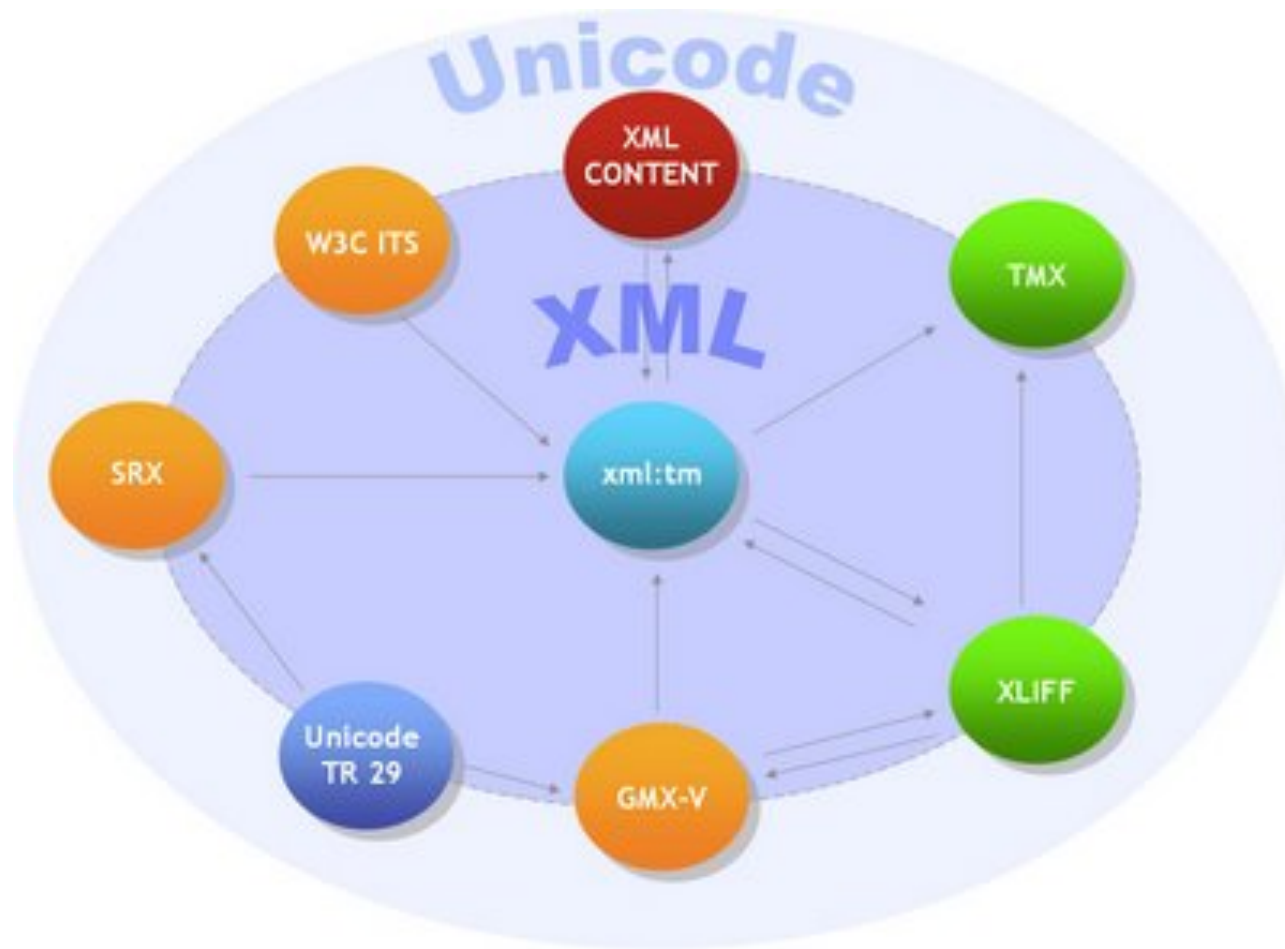 Unicode
XML
CONTENT
W3C ITS
TMX
XML
SRX
xml:tm
XLIFF
Unicode
TR 29
GMX-V